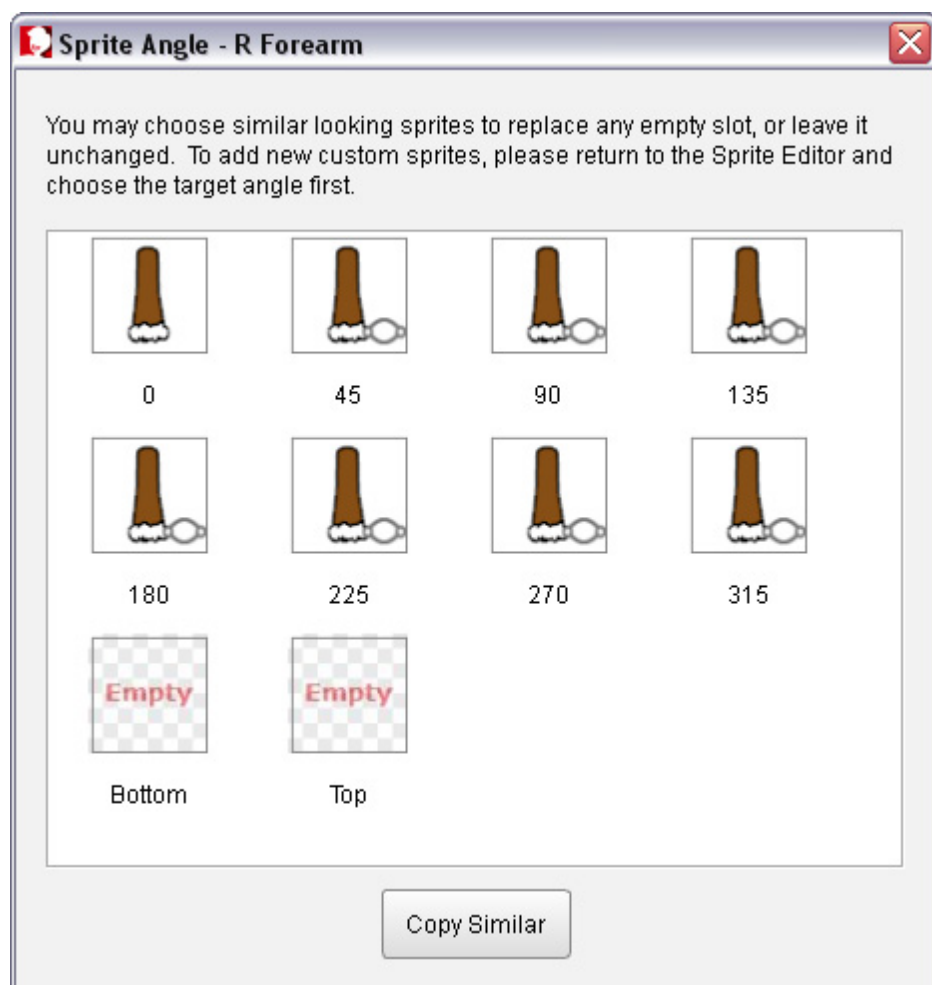 Sprite Angle - R Forearm
You may choose similar looking sprites to replace any empty slot, or leave it
unchanged. To add new custom sprites, please return to the Sprite Editor and
choose the target angle first.
0 45 90 135
180 225 270 315
Empty Empty
Bottom Top
Copy Similar